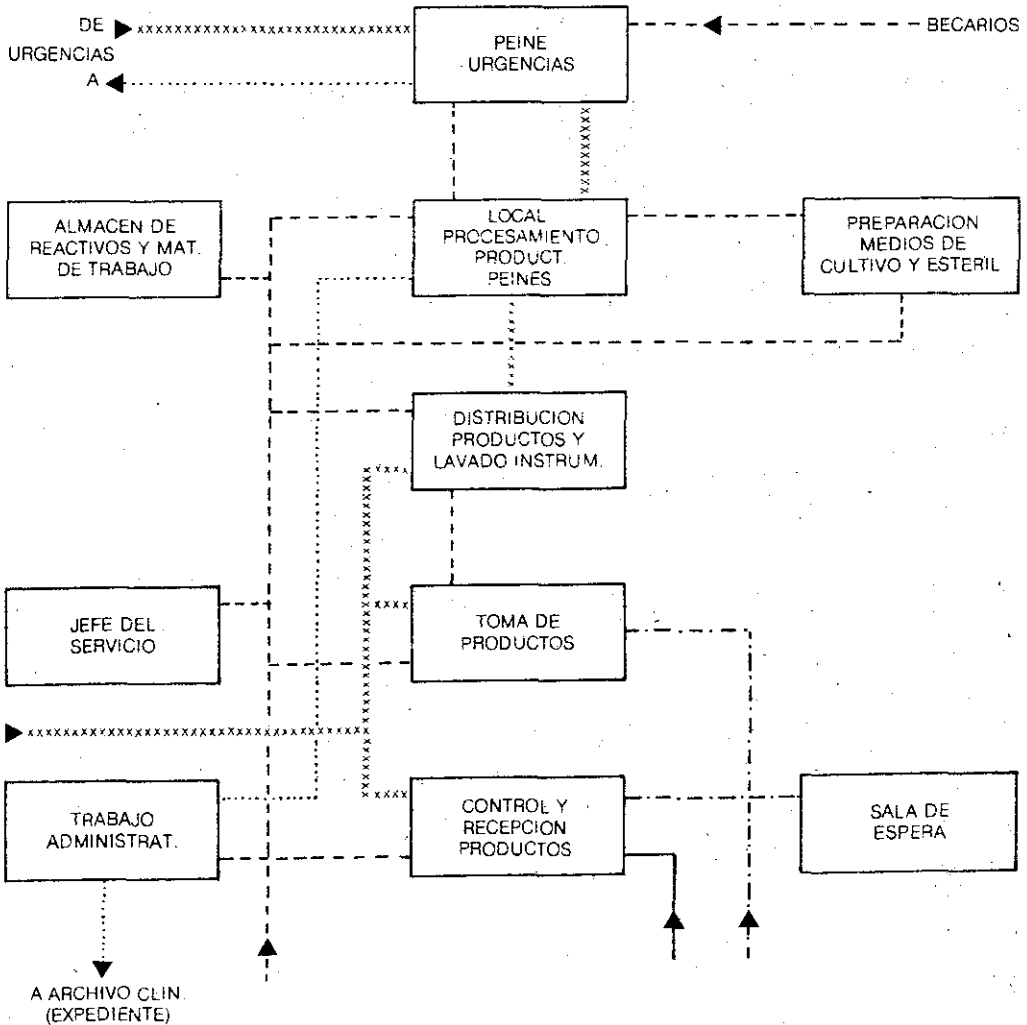 DE
URGENCIAS
A
PEINE
URGENCIAS
BECARIOS
ALMACEN DE
REACTIVOS Y MAT.
DE TRABAJO
LOCAL
PROCESAMIENTO
PRODUCT.
PEINES
PREPARACION
MEDIOS DE
CULTIVO Y ESTERIL
DISTRIBUCION
PRODUCTOS Y
LAVADO INSTRUM.
JEFE DEL
SERVICIO
TOMA DE
PRODUCTOS
TRABAJO
ADMINISTRAT.
CONTROL Y
RECEPCION
PRODUCTOS
SALA DE
ESPERA
A ARCHIVO CLIN.
(EXPEDIENTE)